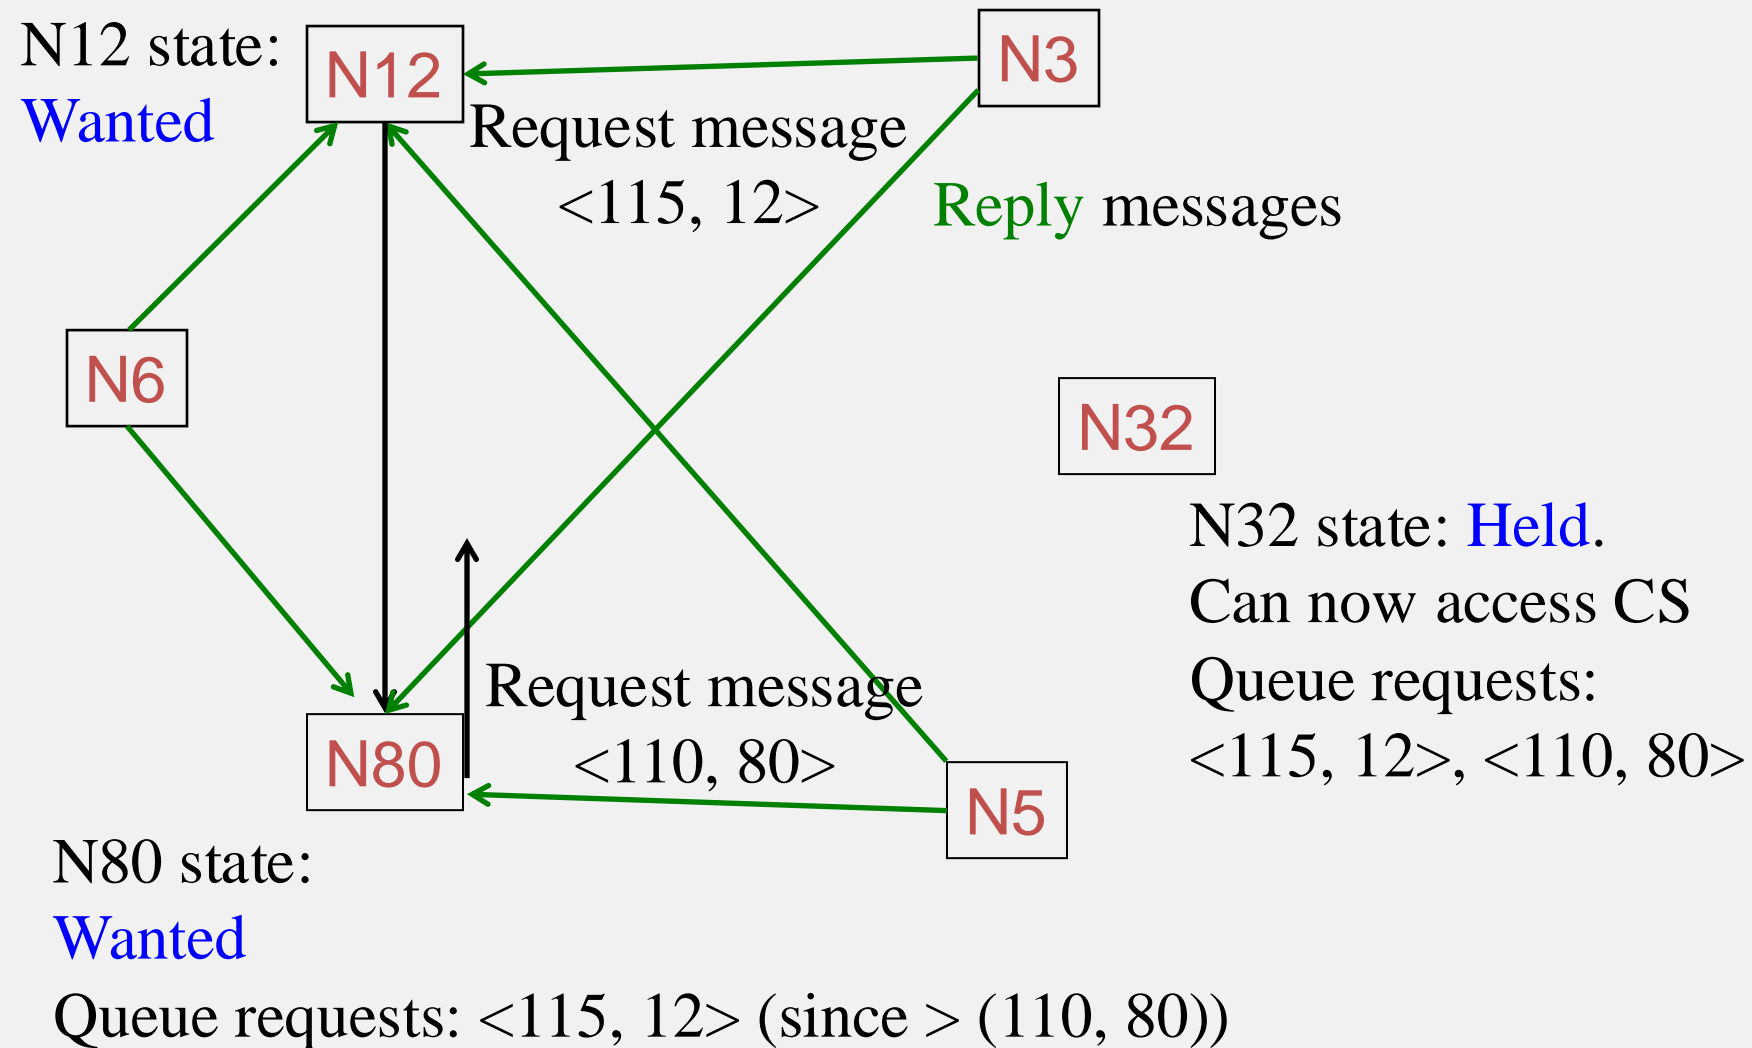 N12 state:
Wanted
N12
N3
Request message
<115, 12>
Reply messages
N6
N32
N32 state: Held.
Can now access CS
Queue requests:
<115, 12>, <110, 80>
Request message
<110, 80>
N80
N5
N80 state:
Wanted
Queue requests: <115, 12> (since > (110, 80))